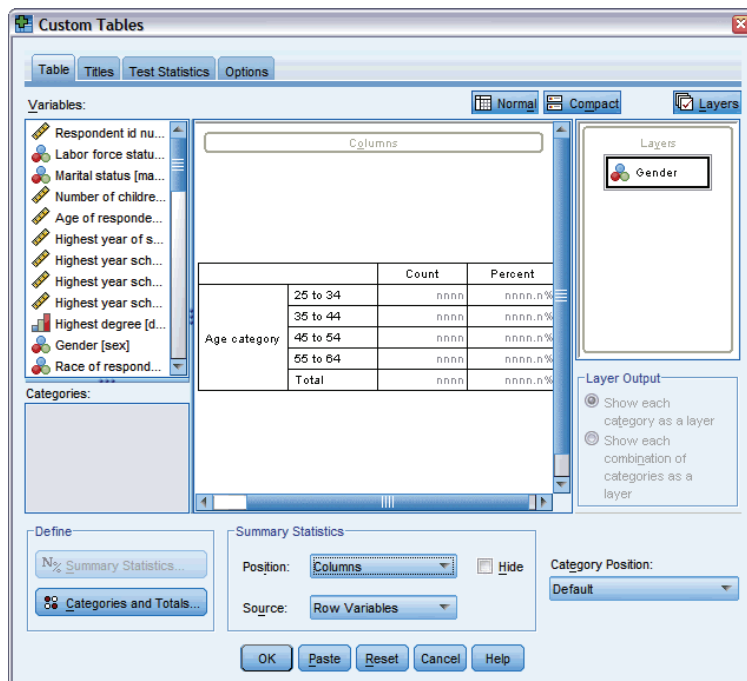 Custom Tables
Table Titles Test Statistics Options
Variables:
Normal Compact Layers
Respondent id nu...
Labor force statu...
Marital status [ma...
Number of childre...
Age of responde...
Highest year of s...
Highest year sch...
Highest year sch...
Highest year sch...
Highest degree [d...
Gender [sex]
Race of respond...
Categories:
Columns
Count Percent
Age category
25 to 34 nnnn nnnn.n%
35 to 44 nnnn nnnn.n%
45 to 54 nnnn nnnn.n%
55 to 64 nnnn nnnn.n%
Total nnnn nnnn.n%
Layers
Gender
Layer Output
Show each
category as a layer
Show each
combination of
categories as a
layer
Define
N% Summary Statistics...
Categories and Totals...
Summary Statistics
Position: Columns Hide
Source: Row Variables
Category Position:
Default
OK Paste Reset Cancel Help